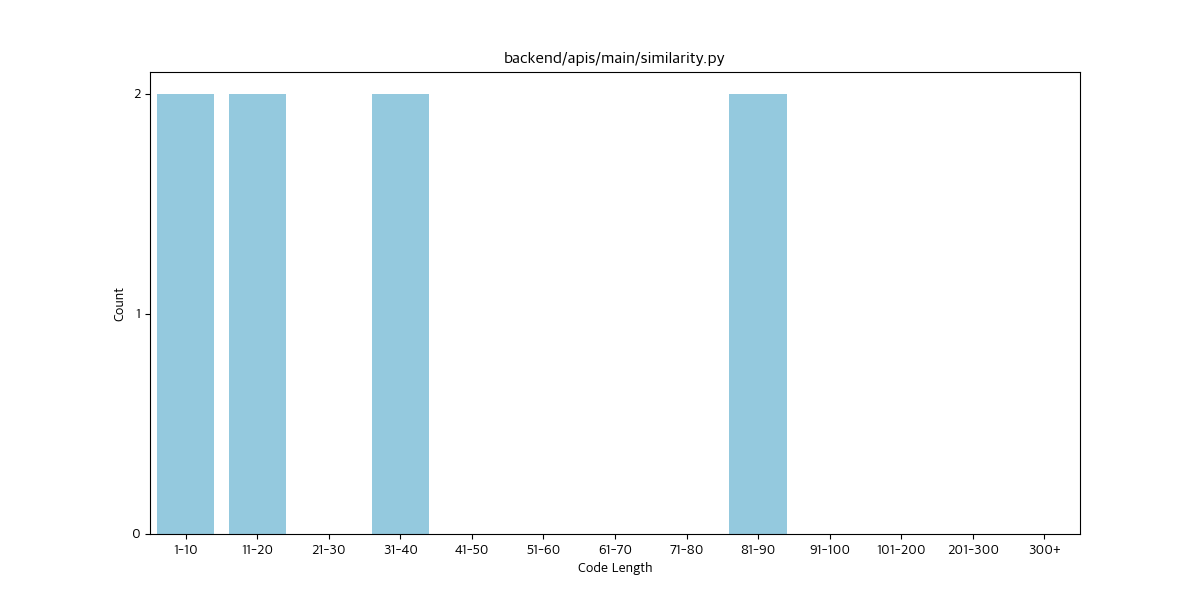 backend/apis/main/similarity.py
2
1
0
Count
1-10 11-20 21-30 31-40 41-50 51-60 61-70 71-80 81-90 91-100 101-200 201-300 300+
Code Length